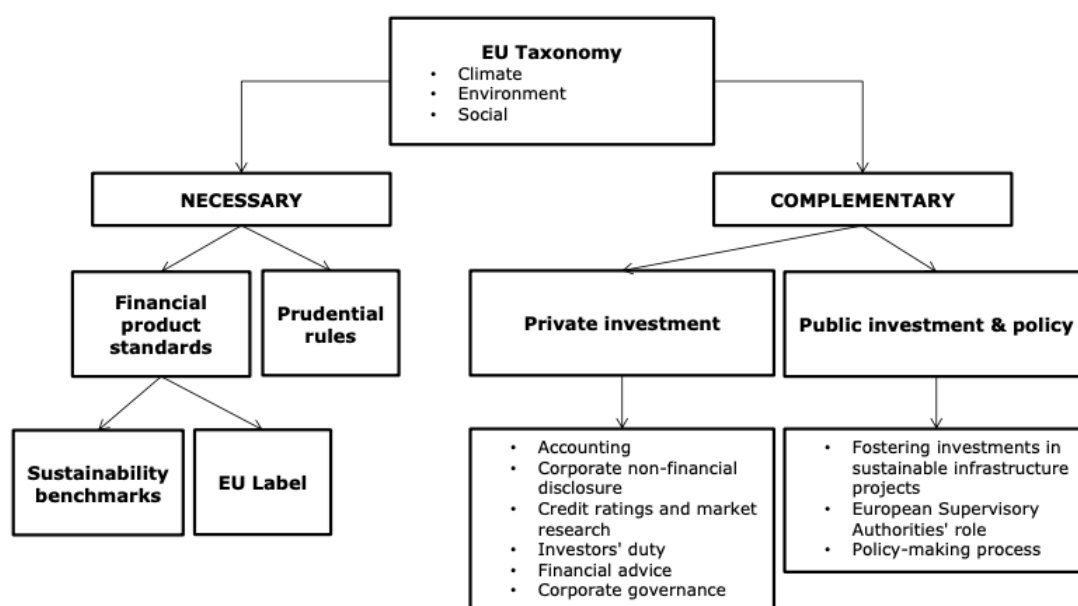 EU Taxonomy
• Climate
• Environment
• Social
NECESSARY
COMPLEMENTARY
Financial
product
standards
Prudential
rules
Private investment
Public investment & policy
Sustainability
benchmarks
EU Label
• Accounting
• Corporate non-financial
disclosure
• Credit ratings and market
research
• Investors' duty
• Financial advice
• Corporate governance
• Fostering investments in
sustainable infrastructure
projects
• European Supervisory
Authorities' role
• Policy-making process